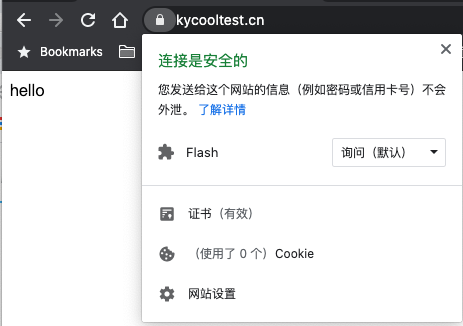 kycooltest.cn
Bookmarks
hello
连接是安全的
您发送给这个网站的信息（例如密码或信用卡号）不会
外泄。 了解详情
Flash 询问（默认）
证书（有效）
（使用了 0 个）Cookie
网站设置